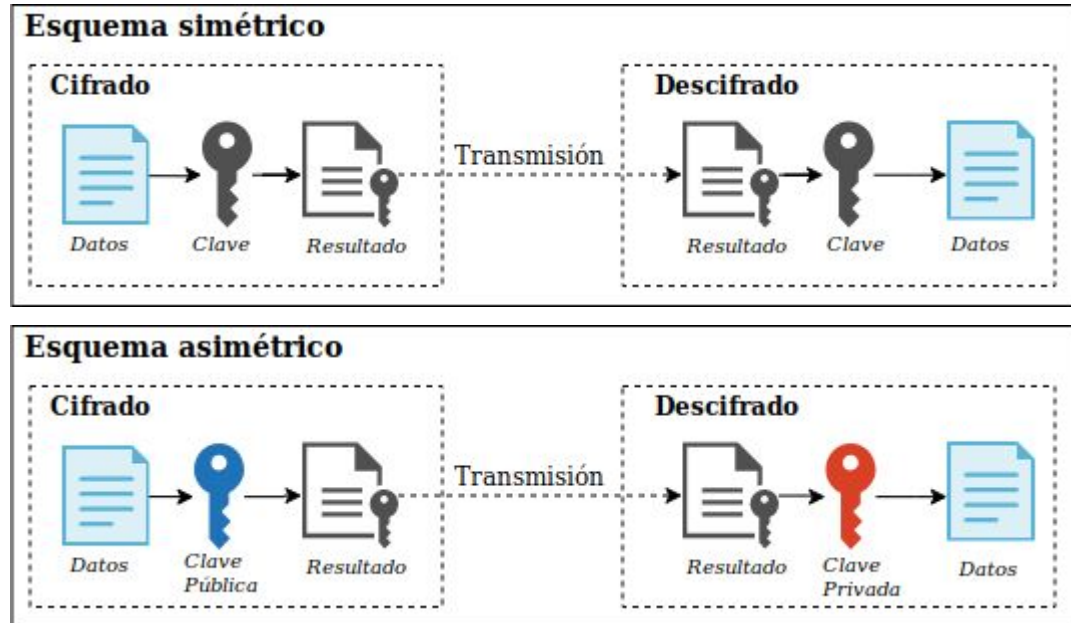 Esquema simétrico
Cifrado
Datos
Clave
Resultado
Transmisión
Descifrado
Resultado
Clave
Datos
Esquema asimétrico
Cifrado
Datos
Clave
Pública
Resultado
Transmisión
Descifrado
Resultado
Clave
Privada
Datos